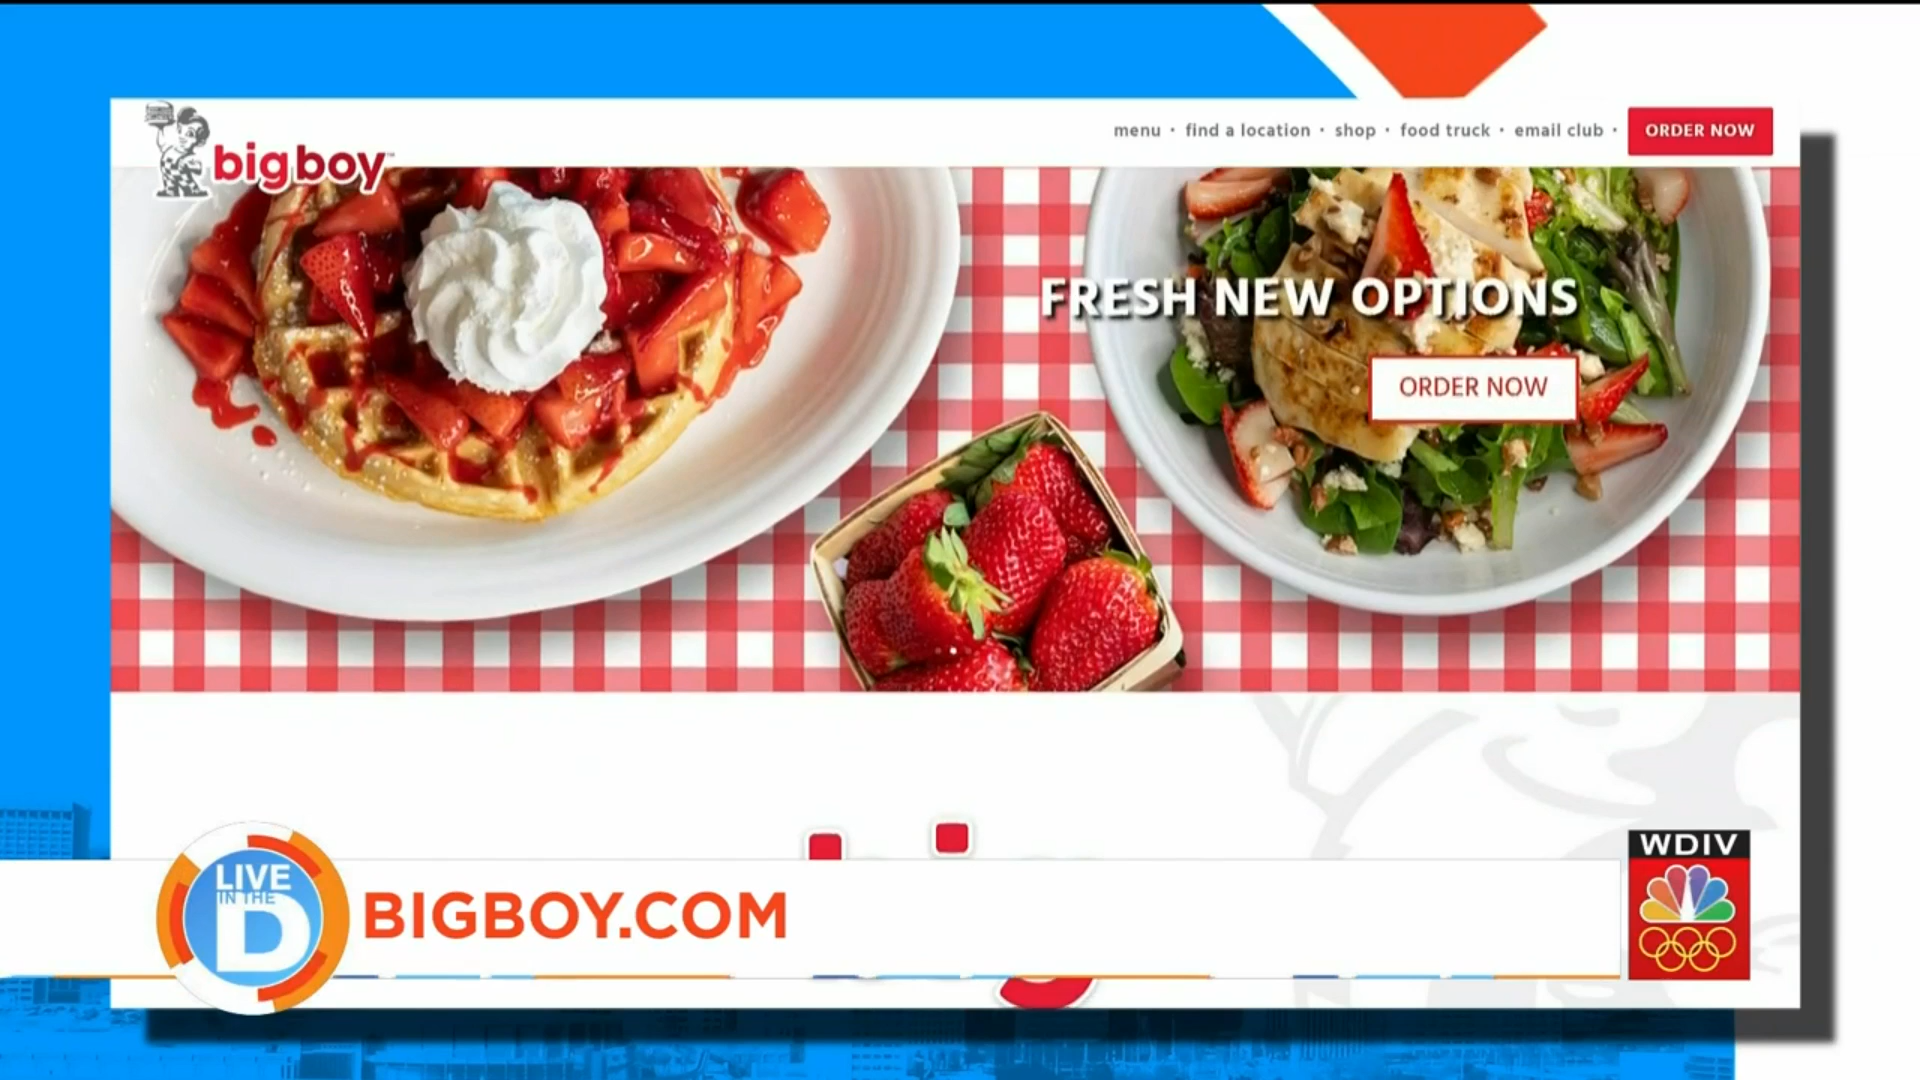 bigboy
menu • find a location • shop • food truck • email club •
ORDER NOW
FRESH NEW OPTIONS
ORDER NOW
big
LIVE
IN THE
D
BIGBOY.COM
WDIV